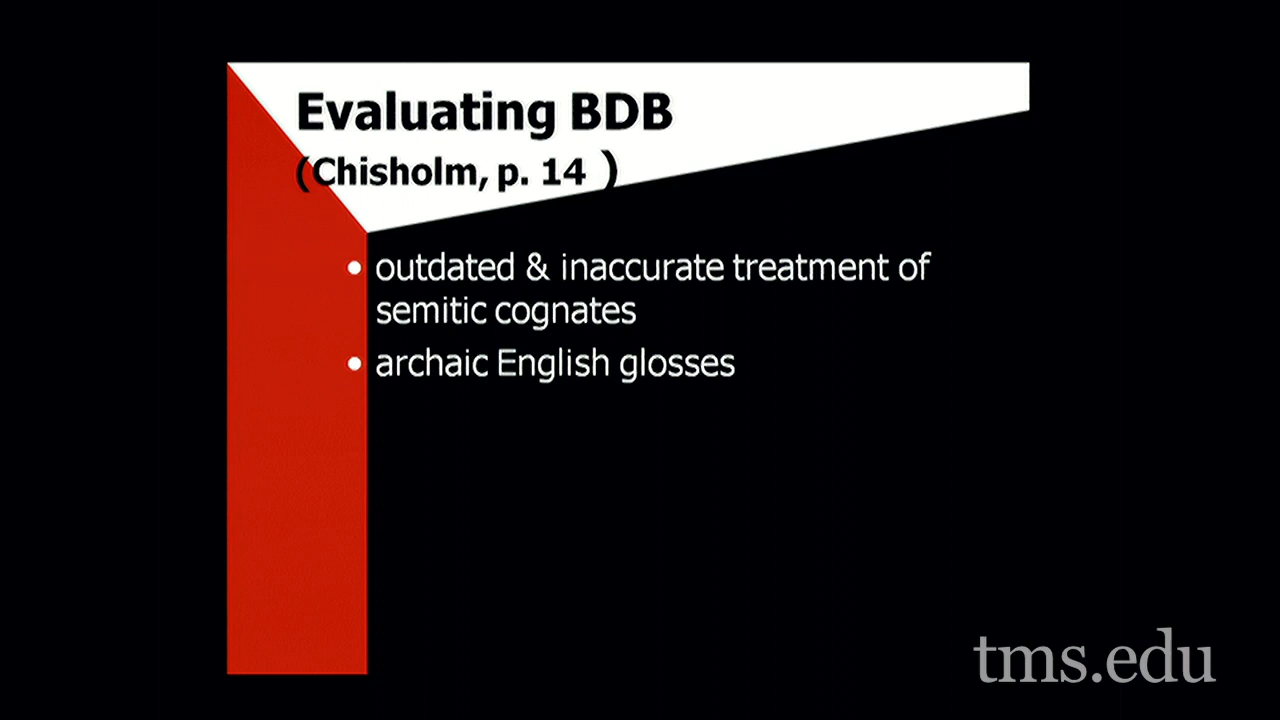 Evaluating BDB
(Chisholm, p. 14 )
• outdated & inaccurate treatment of
semitic cognates
• archaic English glosses
tms.edu